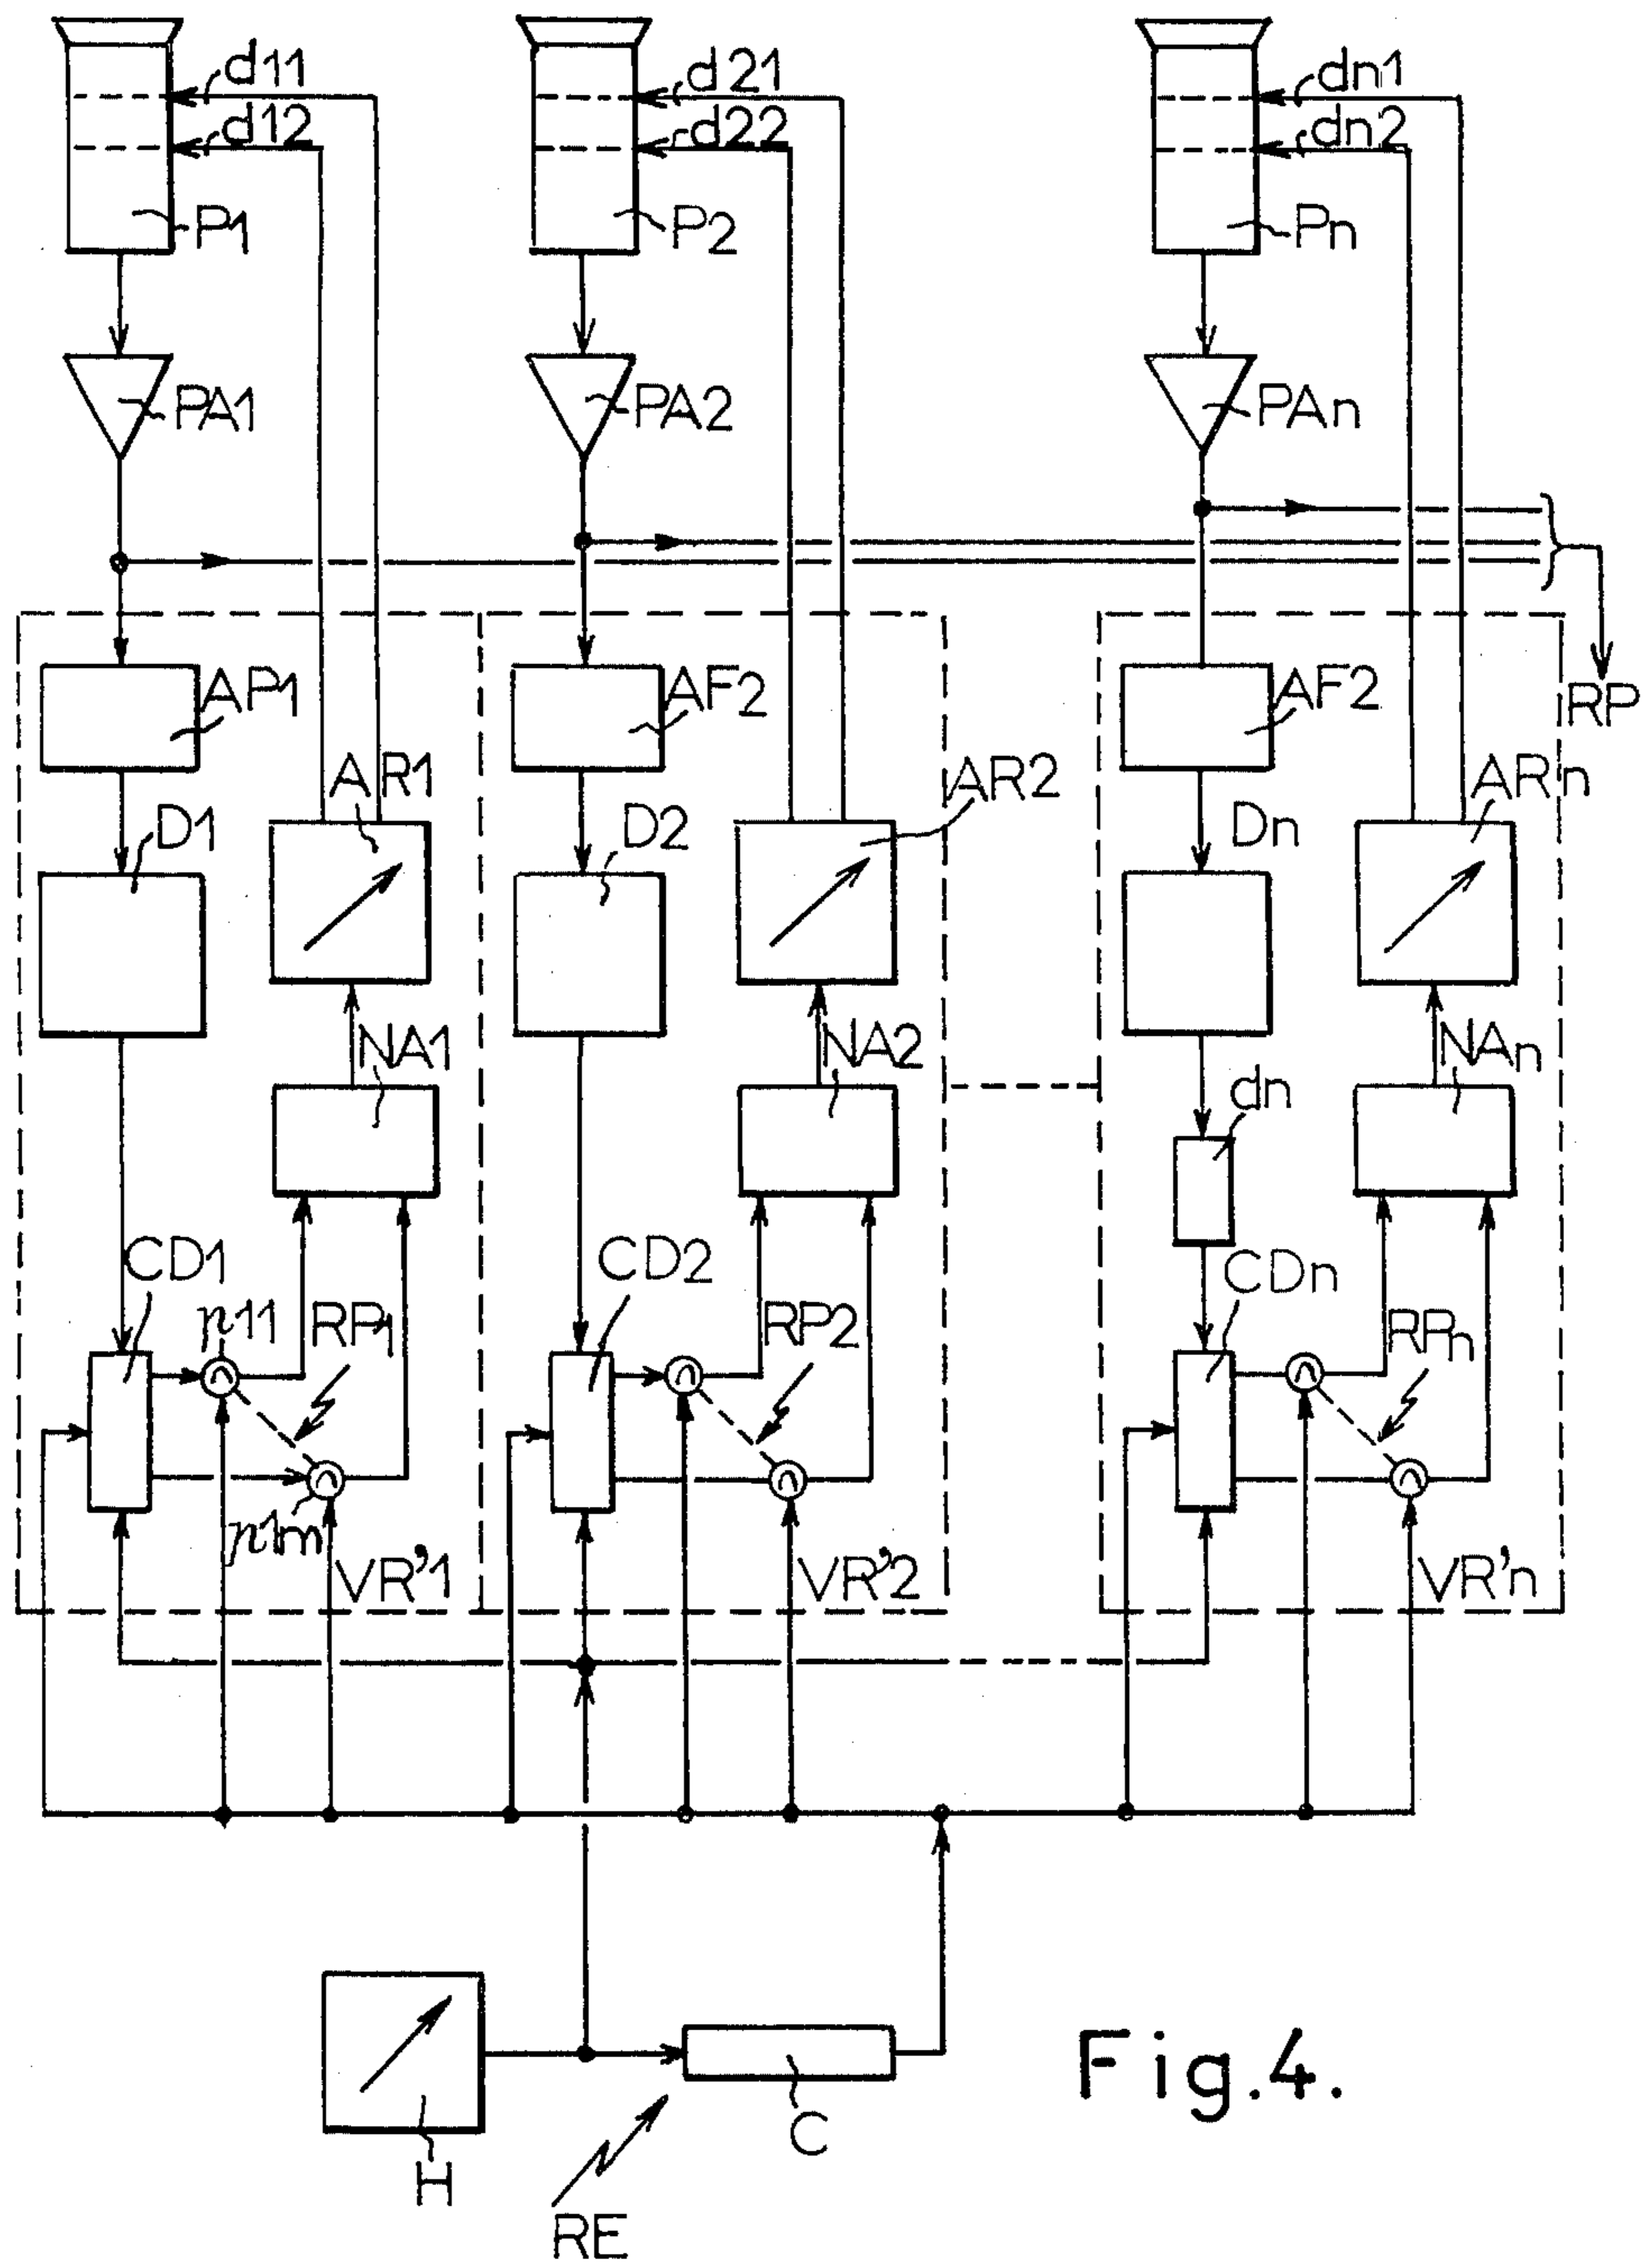 d11
d21
dn1
d12
d22
dn2
P1
P2
Pn
PA1
PA2
PAn
RP
AP1
AF2
AF2
AR1
AR2
ARn
D1
D2
Dn
NA1
NA2
NAn
dn
CD1
CD2
CDn
p11
RP1
RP2
RPn
p1m
VR'1
VR'2
VR'n
C
H
RE
Fig.4.